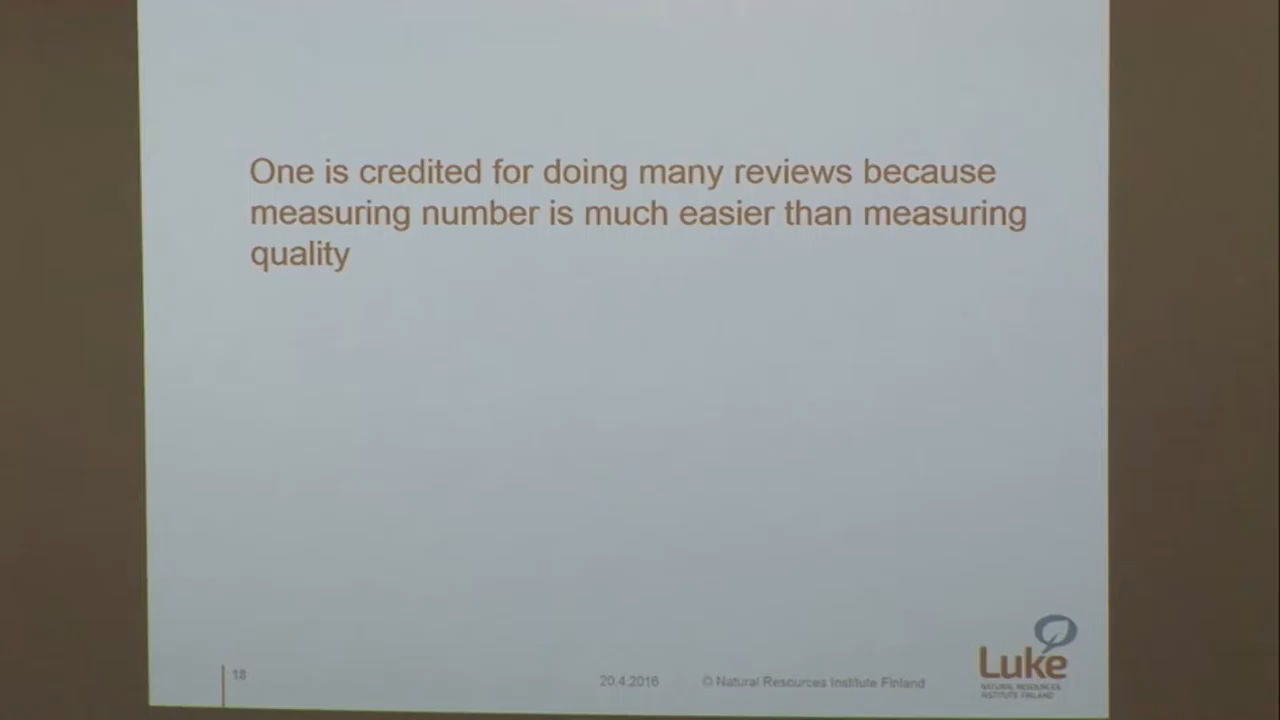 One is credited for doing many reviews because
measuring number is much easier than measuring
quality
18
20.4.2016
© Natural Resources Institute Finland
Luke
NATURAL RESOURCES
INSTITUTE FINLAND